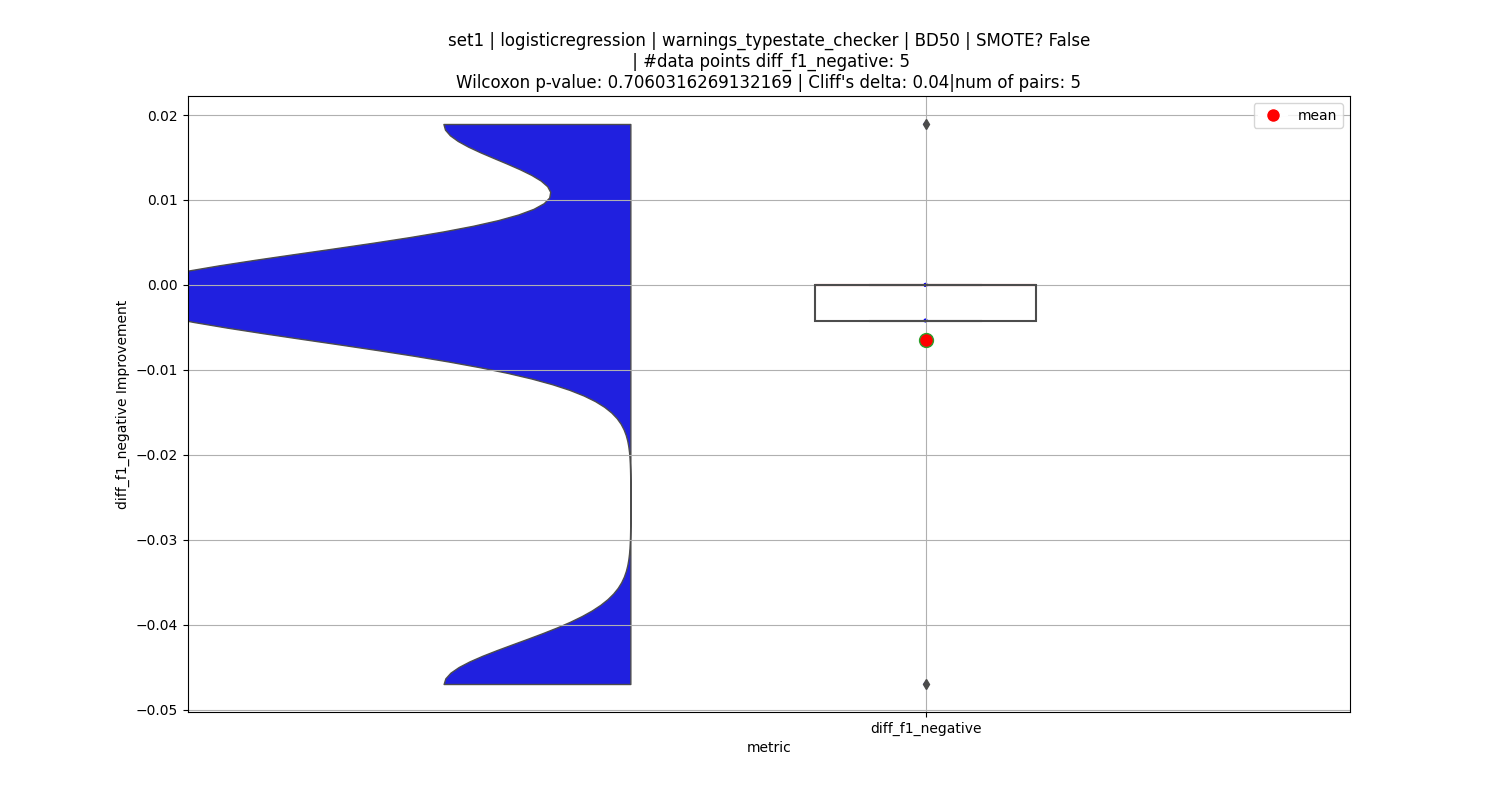 set1 | logisticregression | warnings_typestate_checker | BD50 | SMOTE? False
| #data points diff_f1_negative: 5
Wilcoxon p-value: 0.7060316269132169 | Cliff's delta: 0.04|num of pairs: 5
mean
0.02
0.01
0.00
−0.01
−0.02
−0.03
−0.04
−0.05
diff_f1_negative Improvement
diff_f1_negative
metric